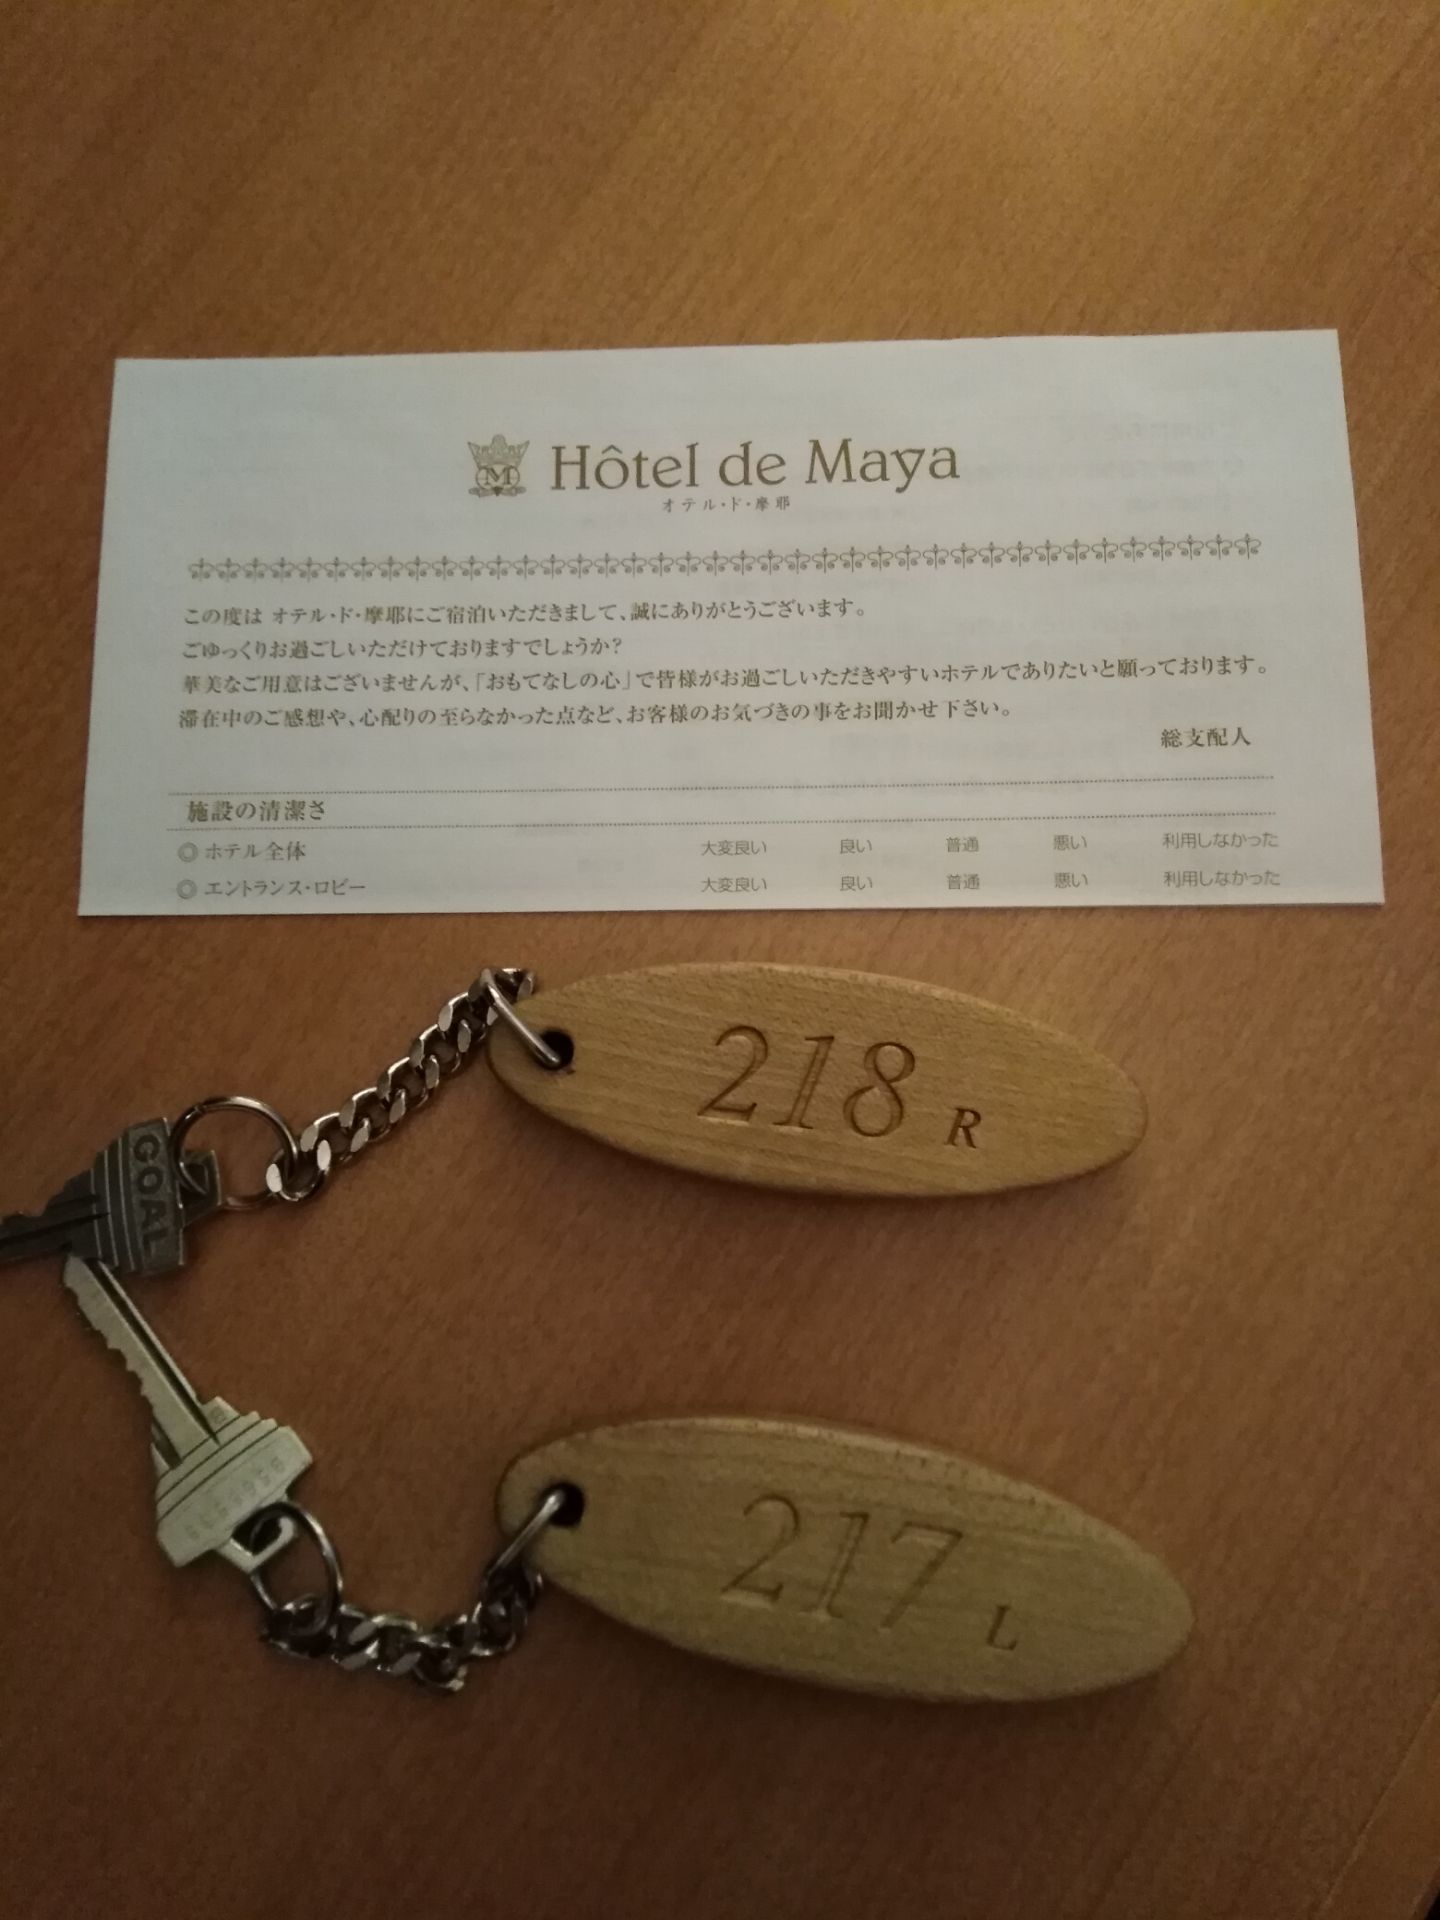 M
Hôtel de Maya
オテル・ド・摩耶
この度は オテル・ド・摩耶にご宿泊いただきまして、誠にありがとうございます。
ごゆっくりお過ごしいただけておりますでしょうか?
華美なご用意はございませんが、「おもてなしの心」で皆様がお過ごしいただきやすいホテルでありたいと願っております。
滞在中のご感想や、心配りの至らなかった点など、お客様のお気づきの事をお聞かせ下さい。
総支配人
施設の清潔さ
◎ ホテル全体 大変良い 良い 普通 悪い 利用しなかった
◎ エントランス・ロビー 大変良い 良い 普通 悪い 利用しなかった
218 R
GOAL
217 L